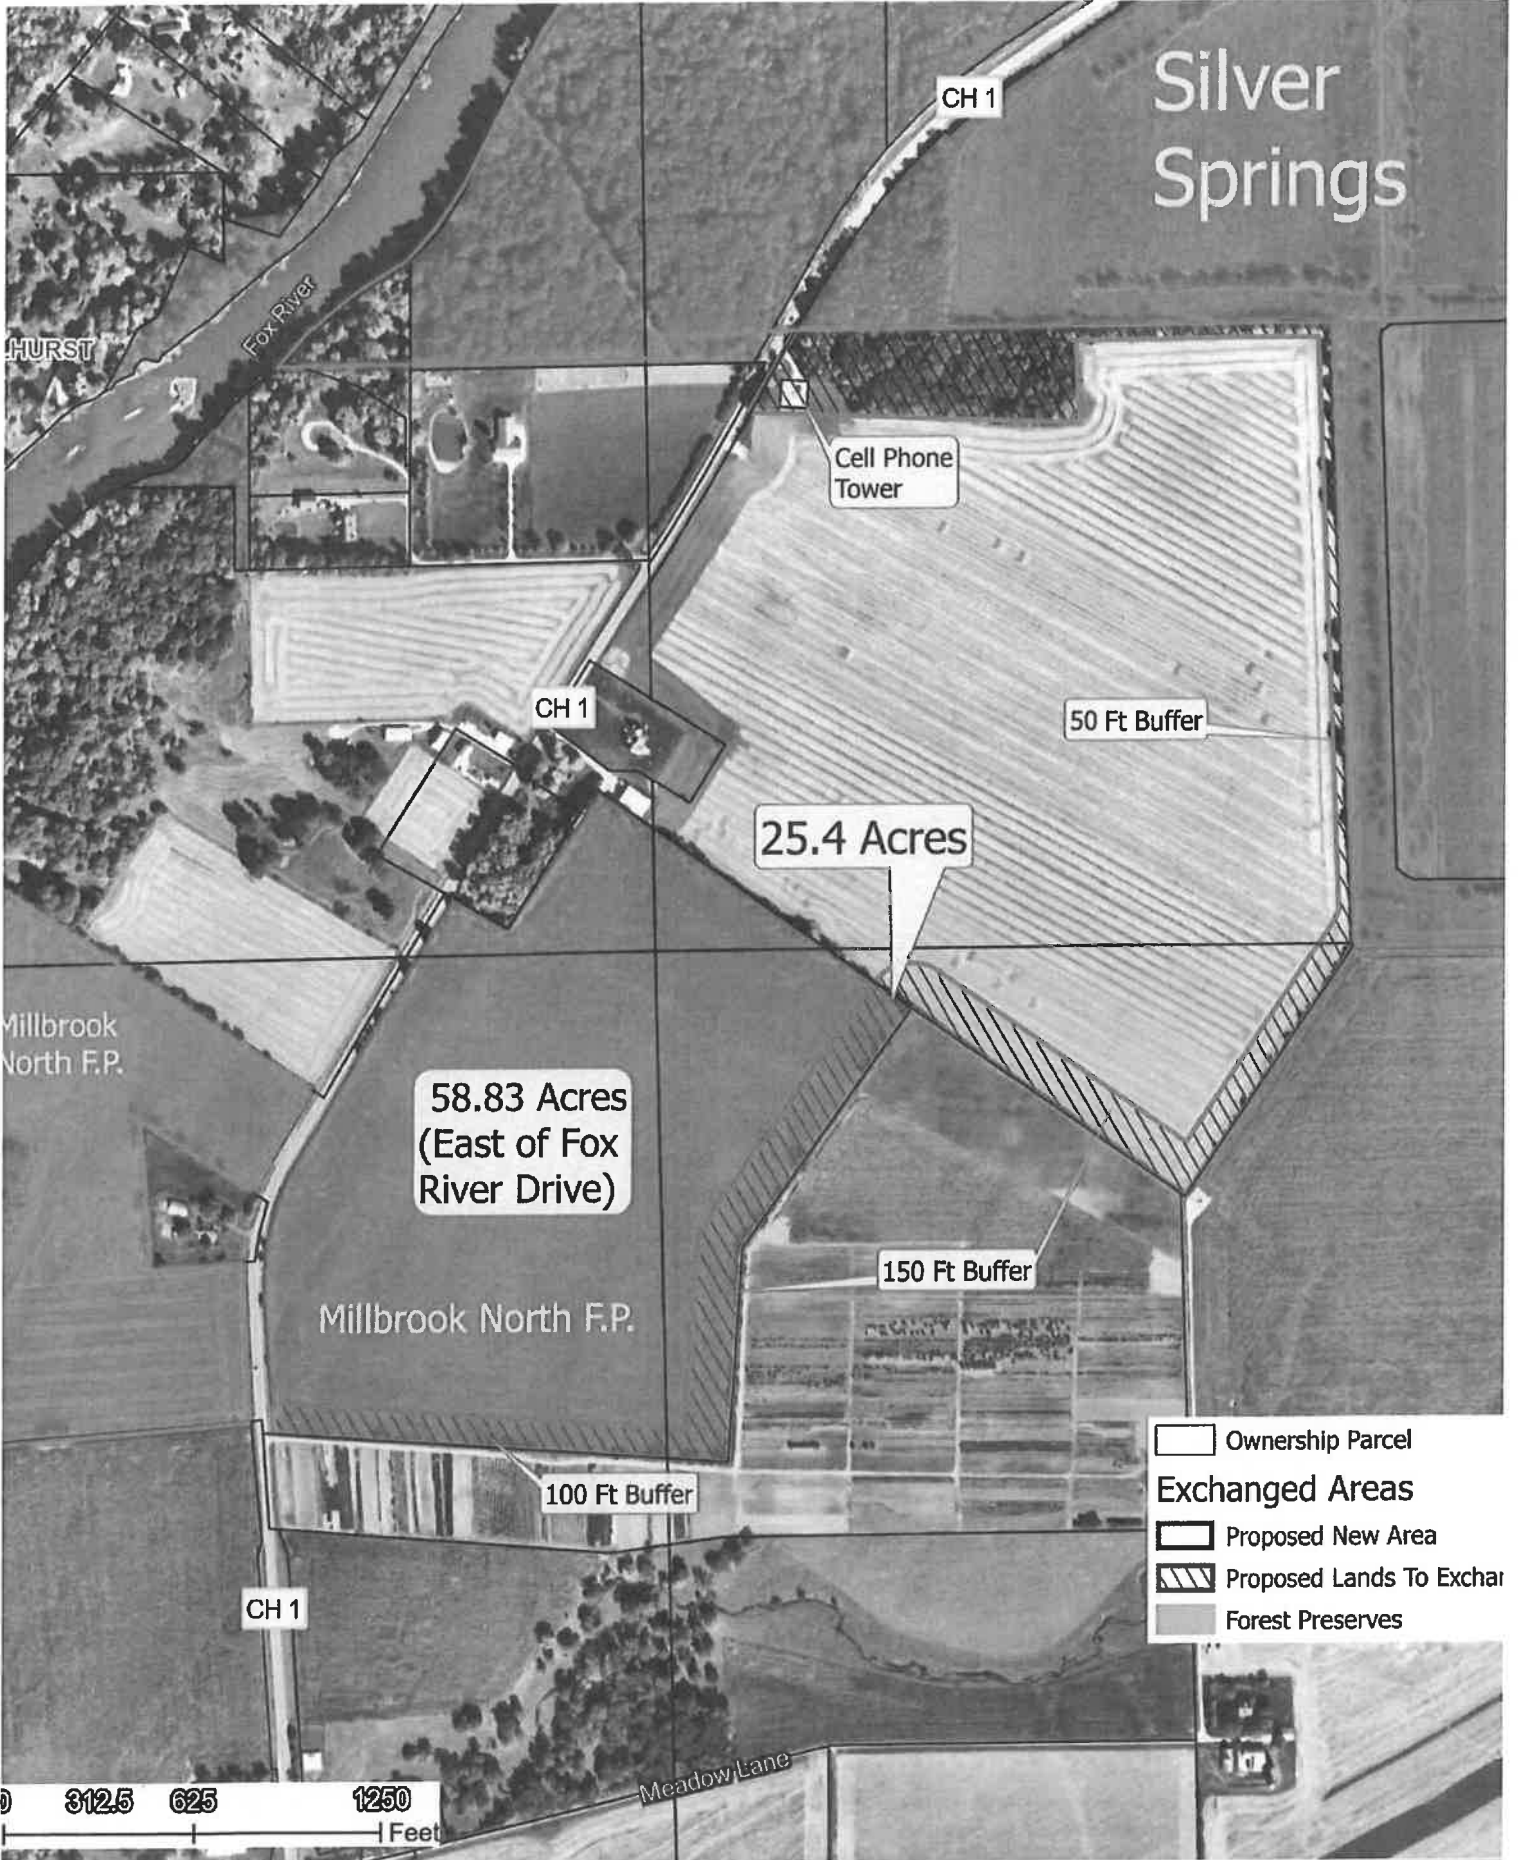 Silver
Springs
CH 1
Fox River
HURST
Cell Phone
Tower
CH 1
50 Ft Buffer
25.4 Acres
Millbrook
North F.P.
58.83 Acres
(East of Fox
River Drive)
150 Ft Buffer
Millbrook North F.P.
100 Ft Buffer
Ownership Parcel
Exchanged Areas
Proposed New Area
Proposed Lands To Exchan
Forest Preserves
CH 1
Meadow Lane
0 312.5 625 1250
Feet